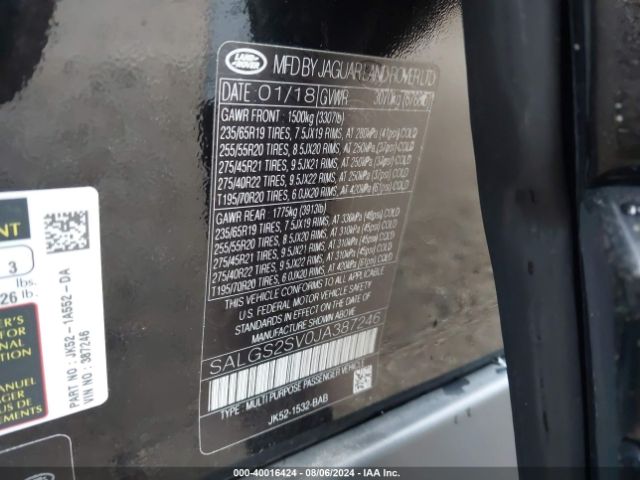 LAND
ROVER
MFD BY JAGUAR LAND ROVER LTD
DATE 01/18 GVWR 3070kg
GAWR FRONT: 1500kg (3307lb)
235/65R19 TIRES, 7.5JX19 RIMS, AT 280kPa (41psi) COLD
255/55R20 TIRES, 8.5JX20 RIMS, AT 250kPa (37psi) COLD
275/45R21 TIRES, 9.5JX21 RIMS, AT 250kPa (37psi) COLD
275/40R22 TIRES, 9.5JX22 RIMS, AT 250kPa (37psi) COLD
T195/70R20 TIRES, 6.0JX20 RIMS, AT 420kPa (61psi) COLD
GAWR REAR 1775kg (3913lb)
235/65R19 TIRES, 7.5JX19 RIMS, AT 330kPa (48psi) COLD
255/55R20 TIRES, 8.5JX20 RIMS, AT 310kPa (45psi) COLD
275/45R21 TIRES, 9.5JX21 RIMS, AT 310kPa (45psi) COLD
275/40R22 TIRES, 9.5JX22 RIMS, AT 310kPa (45psi) COLD
T195/70R20 TIRES, 6.0JX20 RIMS, AT 420kPa (61psi) COLD
THIS VEHICLE CONFORMS TO ALL APPLICABLE
U.S. FEDERAL MOTOR VEHICLE SAFETY
STANDARDS IN EFFECT ON THE DATE OF
MANUFACTURE SHOWN ABOVE
SALGS2SV0JA387246
TYPE: MULTI PURPOSE PASSENGER VEHICLE
JK52-1532-BAB
3
lbs.
26 lb.
MANUEL
PART NO: JK52-1A552-DA
VIN NO: 387246
000-40016424 - 08/06/2024 - IAA Inc.